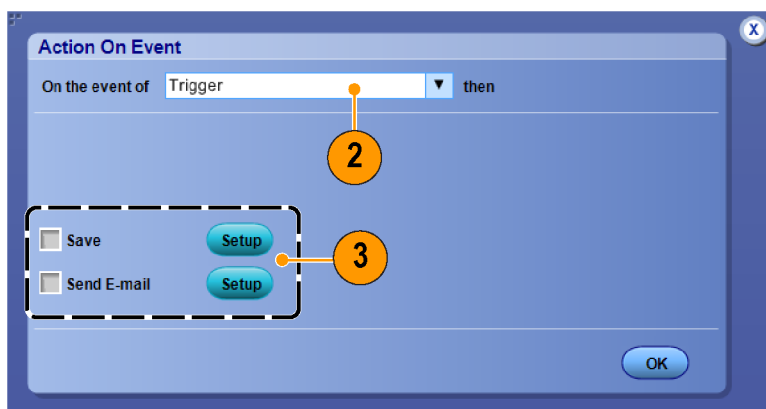 X
Action On Event
On the event of Trigger then
2
Save Setup
3
Send E-mail Setup
OK